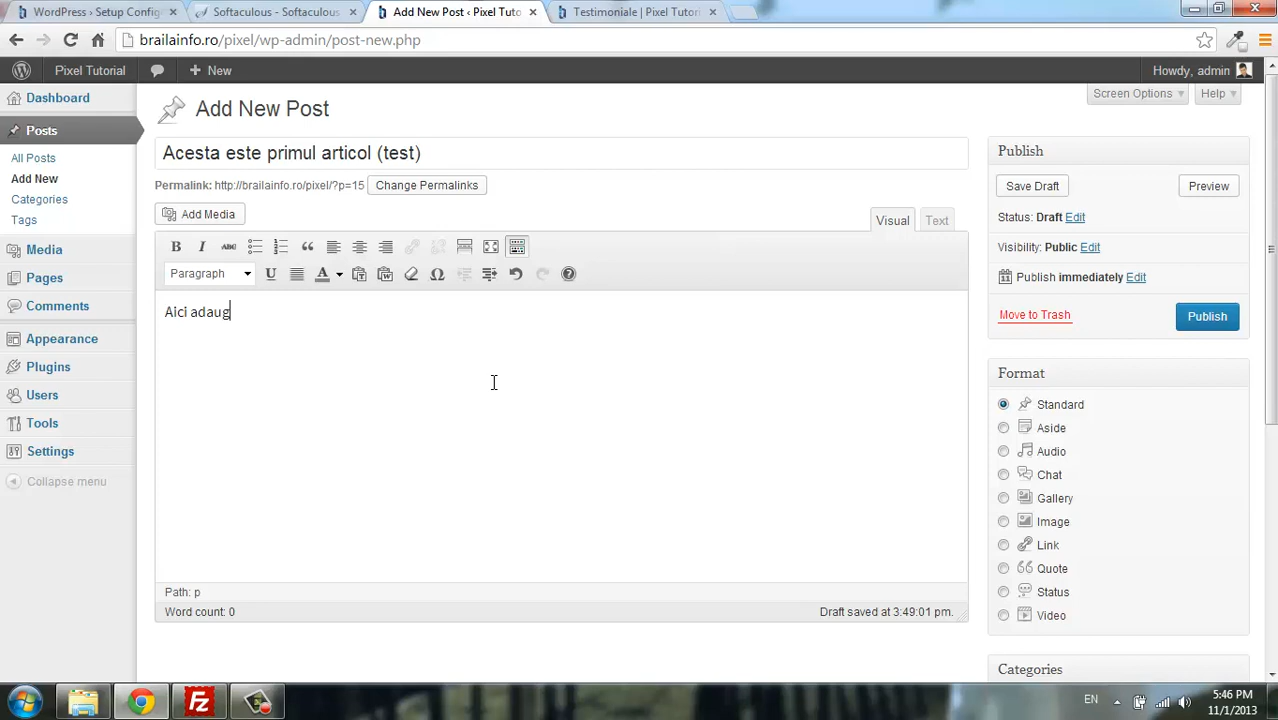 WordPress › Setup Config
Softaculous - Softaculous
Add New Post ‹ Pixel Tuto
Testimoniale | Pixel Tutori
brailainfo.ro/pixel/wp-admin/post-new.php
Pixel Tutorial
New
Howdy, admin
Dashboard
Posts
All Posts
Add New
Categories
Tags
Media
Pages
Comments
Appearance
Plugins
Users
Tools
Settings
Collapse menu
Add New Post
Screen Options
Help
Acesta este primul articol (test)
Permalink: http://brailainfo.ro/pixel/?p=15 Change Permalinks
Add Media
Visual Text
B I ABC
Paragraph U A
Aici adaug
Path: p
Word count: 0 Draft saved at 3:49:01 pm.
Publish
Save Draft Preview
Status: Draft Edit
Visibility: Public Edit
Publish immediately Edit
Move to Trash Publish
Format
Standard
Aside
Audio
Chat
Gallery
Image
Link
Quote
Status
Video
Categories
EN
5:46 PM
11/1/2013